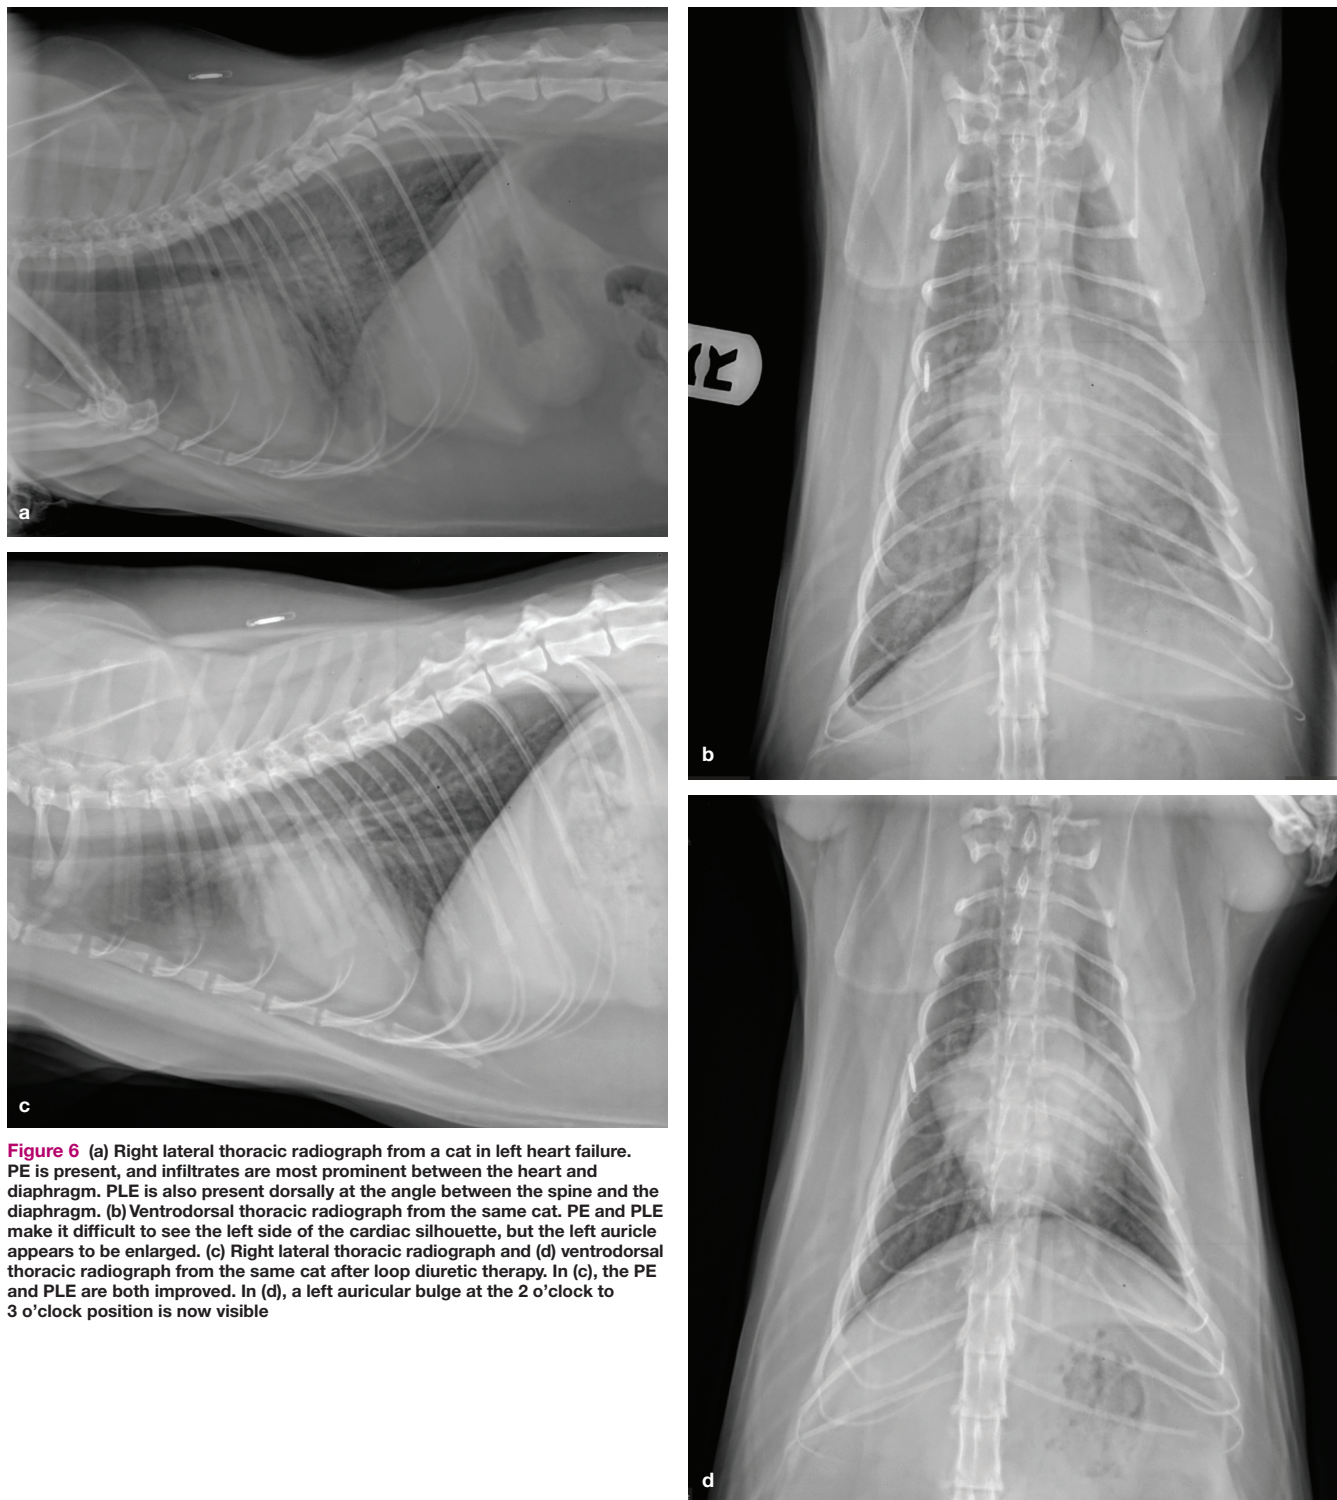 a
b
c
d
R
Figure 6 (a) Right lateral thoracic radiograph from a cat in left heart failure.
PE is present, and infiltrates are most prominent between the heart and
diaphragm. PLE is also present dorsally at the angle between the spine and the
diaphragm. (b) Ventrodorsal thoracic radiograph from the same cat. PE and PLE
make it difficult to see the left side of the cardiac silhouette, but the left auricle
appears to be enlarged. (c) Right lateral thoracic radiograph and (d) ventrodorsal
thoracic radiograph from the same cat after loop diuretic therapy. In (c), the PE
and PLE are both improved. In (d), a left auricular bulge at the 2 o’clock to
3 o’clock position is now visible